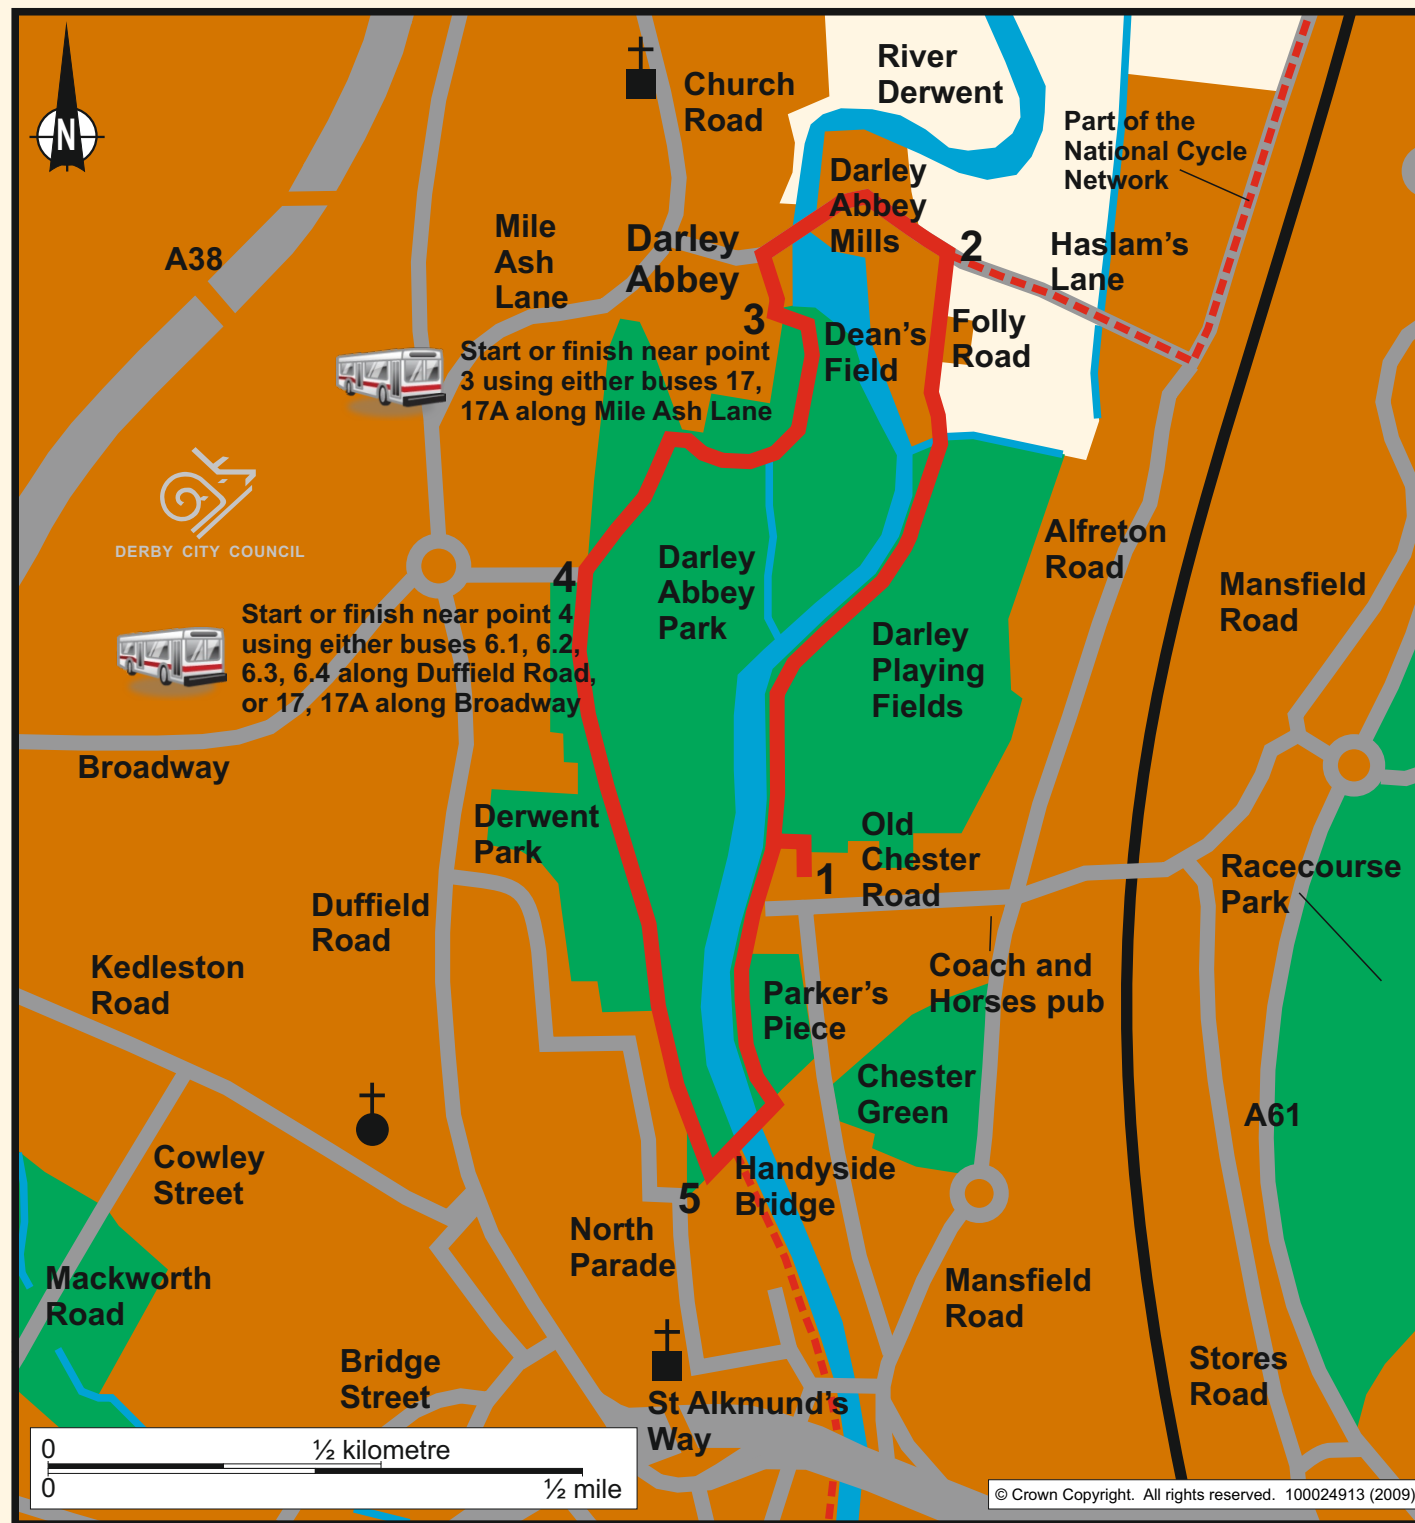 N
Church
Road
River
Derwent
Part of the
National Cycle
Network
Darley
Abbey
Mills
Mile
Ash
Lane
A38
Darley
Abbey
2
Haslam's
Lane
3
Dean's
Field
Folly
Road
Start or finish near point
3 using either buses 17,
17A along Mile Ash Lane
DERBY CITY COUNCIL
Alfreton
Road
Darley
Abbey
Park
4
Mansfield
Road
Start or finish near point 4
using either buses 6.1, 6.2,
6.3, 6.4 along Duffield Road,
or 17, 17A along Broadway
Darley
Playing
Fields
Broadway
Derwent
Park
Old
Chester
Road
1
Racecourse
Park
Duffield
Road
Kedleston
Road
Coach and
Horses pub
Parker's
Piece
Chester
Green
A61
Cowley
Street
Handyside
Bridge
5
North
Parade
Mackworth
Road
Mansfield
Road
Bridge
Street
Stores
Road
St Alkmund's
Way
0 ½ kilometre
0 ½ mile
© Crown Copyright. All rights reserved. 100024913 (2009)